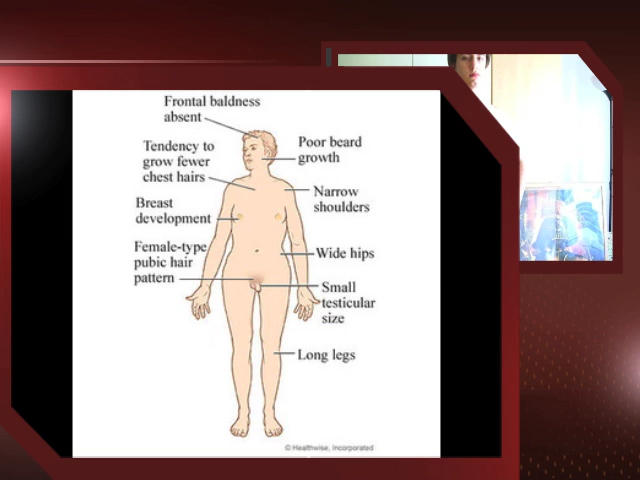 Frontal baldness
absent
Tendency to
grow fewer
chest hairs
Poor beard
growth
Narrow
shoulders
Breast
development
Female-type
pubic hair
pattern
Wide hips
Small
testicular
size
Long legs
© Healthwise, Incorporated